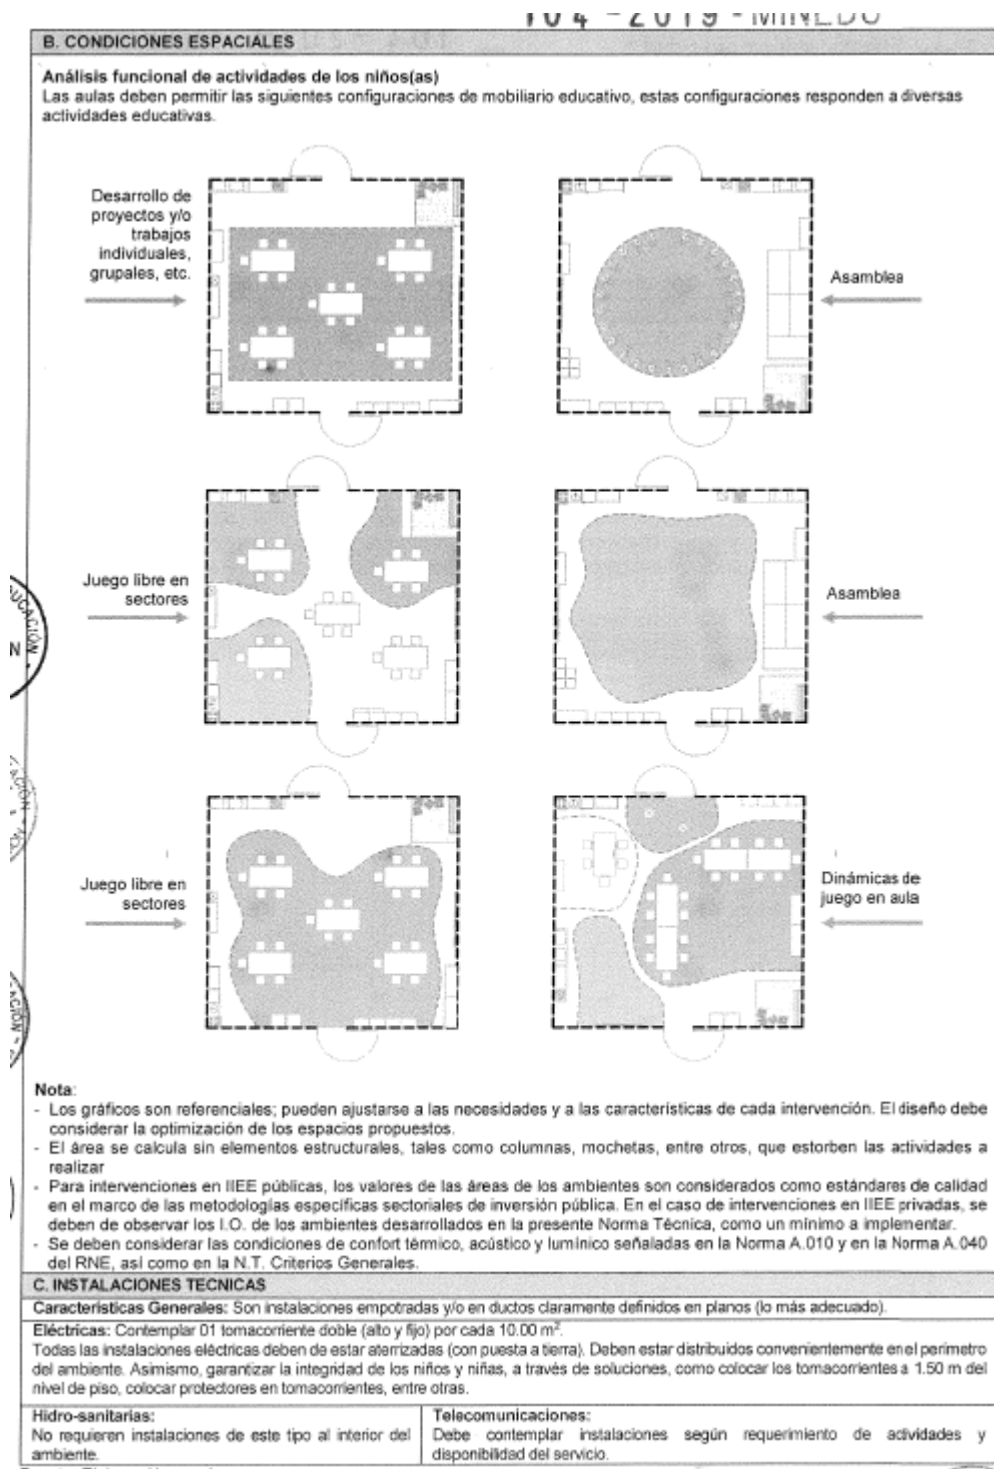 104-2019-MINEDU
B. CONDICIONES ESPACIALES
Análisis funcional de actividades de los niños(as)
Las aulas deben permitir las siguientes configuraciones de mobiliario educativo, estas configuraciones responden a diversas
actividades educativas.
Desarrollo de
proyectos y/o
trabajos
individuales,
grupales, etc.
Asamblea
Juego libre en
sectores
Asamblea
Juego libre en
sectores
Dinámicas de
juego en aula
Nota:
- Los gráficos son referenciales; pueden ajustarse a las necesidades y a las características de cada intervención. El diseño debe
considerar la optimización de los espacios propuestos.
- El área se calcula sin elementos estructurales, tales como columnas, mochetas, entre otros, que estorben las actividades a
realizar
- Para intervenciones en IIEE públicas, los valores de las áreas de los ambientes son considerados como estándares de calidad
en el marco de las metodologías específicas sectoriales de inversión pública. En el caso de intervenciones en IIEE privadas, se
deben de observar los I.O. de los ambientes desarrollados en la presente Norma Técnica, como un mínimo a implementar.
- Se deben considerar las condiciones de confort térmico, acústico y lumínico señaladas en la Norma A.010 y en la Norma A.040
del RNE, así como en la N.T. Criterios Generales.
C. INSTALACIONES TECNICAS
Características Generales: Son instalaciones empotradas y/o en ductos claramente definidos en planos (lo más adecuado).
Eléctricas: Contemplar 01 tomacorriente doble (alto y fijo) por cada 10.00 m².
Todas las instalaciones eléctricas deben de estar aterrizadas (con puesta a tierra). Deben estar distribuidos convenientemente en el perímetro
del ambiente. Asimismo, garantizar la integridad de los niños y niñas, a través de soluciones, como colocar los tomacorrientes a 1.50 m del
nivel de piso, colocar protectores en tomacorrientes, entre otras.
Hidro-sanitarias:
No requieren instalaciones de este tipo al interior del
ambiente.
Telecomunicaciones:
Debe contemplar instalaciones según requerimiento de actividades y
disponibilidad del servicio.